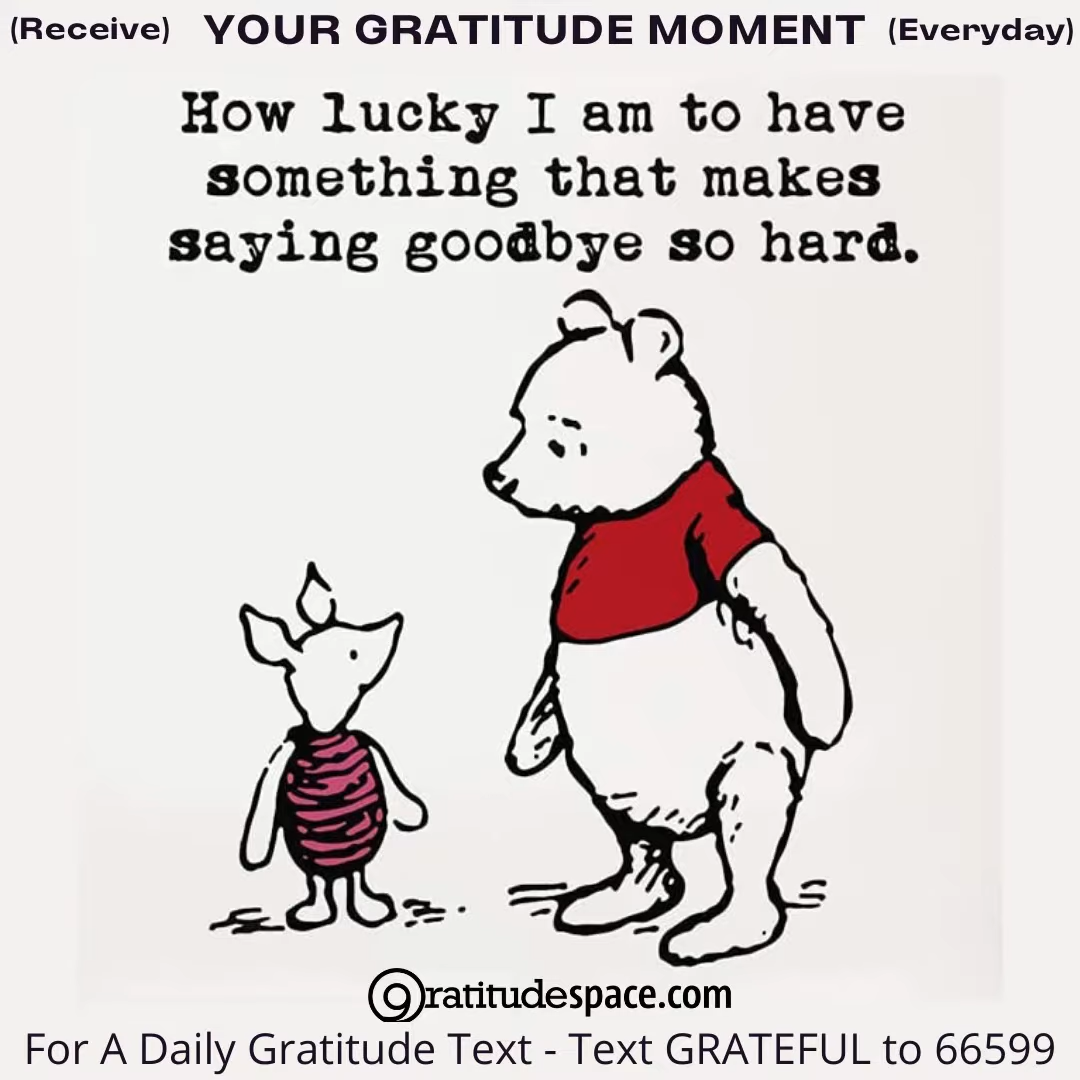 (Receive) YOUR GRATITUDE MOMENT (Everyday)
How lucky I am to have
something that makes
saying goodbye so hard.
gratitudespace.com
For A Daily Gratitude Text - Text GRATEFUL to 66599